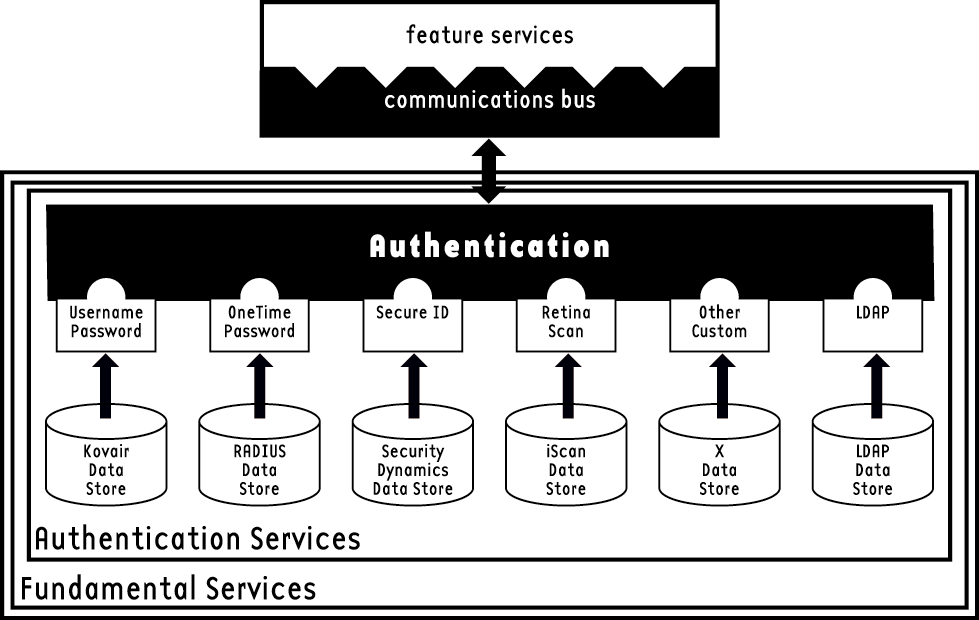 feature services
communications bus
Authentication
Username
Password
OneTime
Password
Secure ID
Retina
Scan
Other
Custom
LDAP
Kovair
Data
Store
RADIUS
Data
Store
Security
Dynamics
Data Store
iScan
Data
Store
X
Data
Store
LDAP
Data
Store
Authentication Services
Fundamental Services